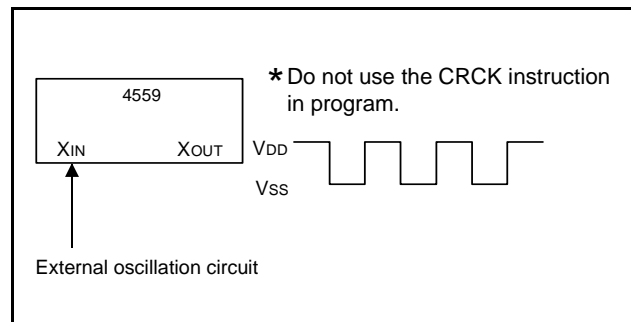 * Do not use the CRCK instruction
in program.
4559
XIN XOUT
VDD
VSS
External oscillation circuit